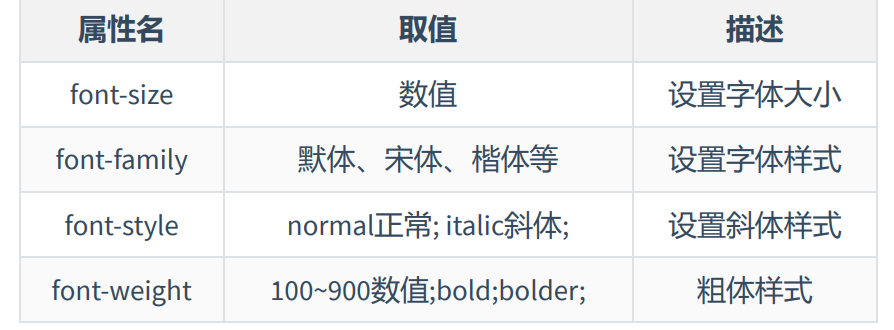 属性名 取值 描述
font-size 数值 设置字体大小
font-family 默体、宋体、楷体等 设置字体样式
font-style normal正常; italic斜体; 设置斜体样式
font-weight 100~900数值;bold;bolder; 粗体样式